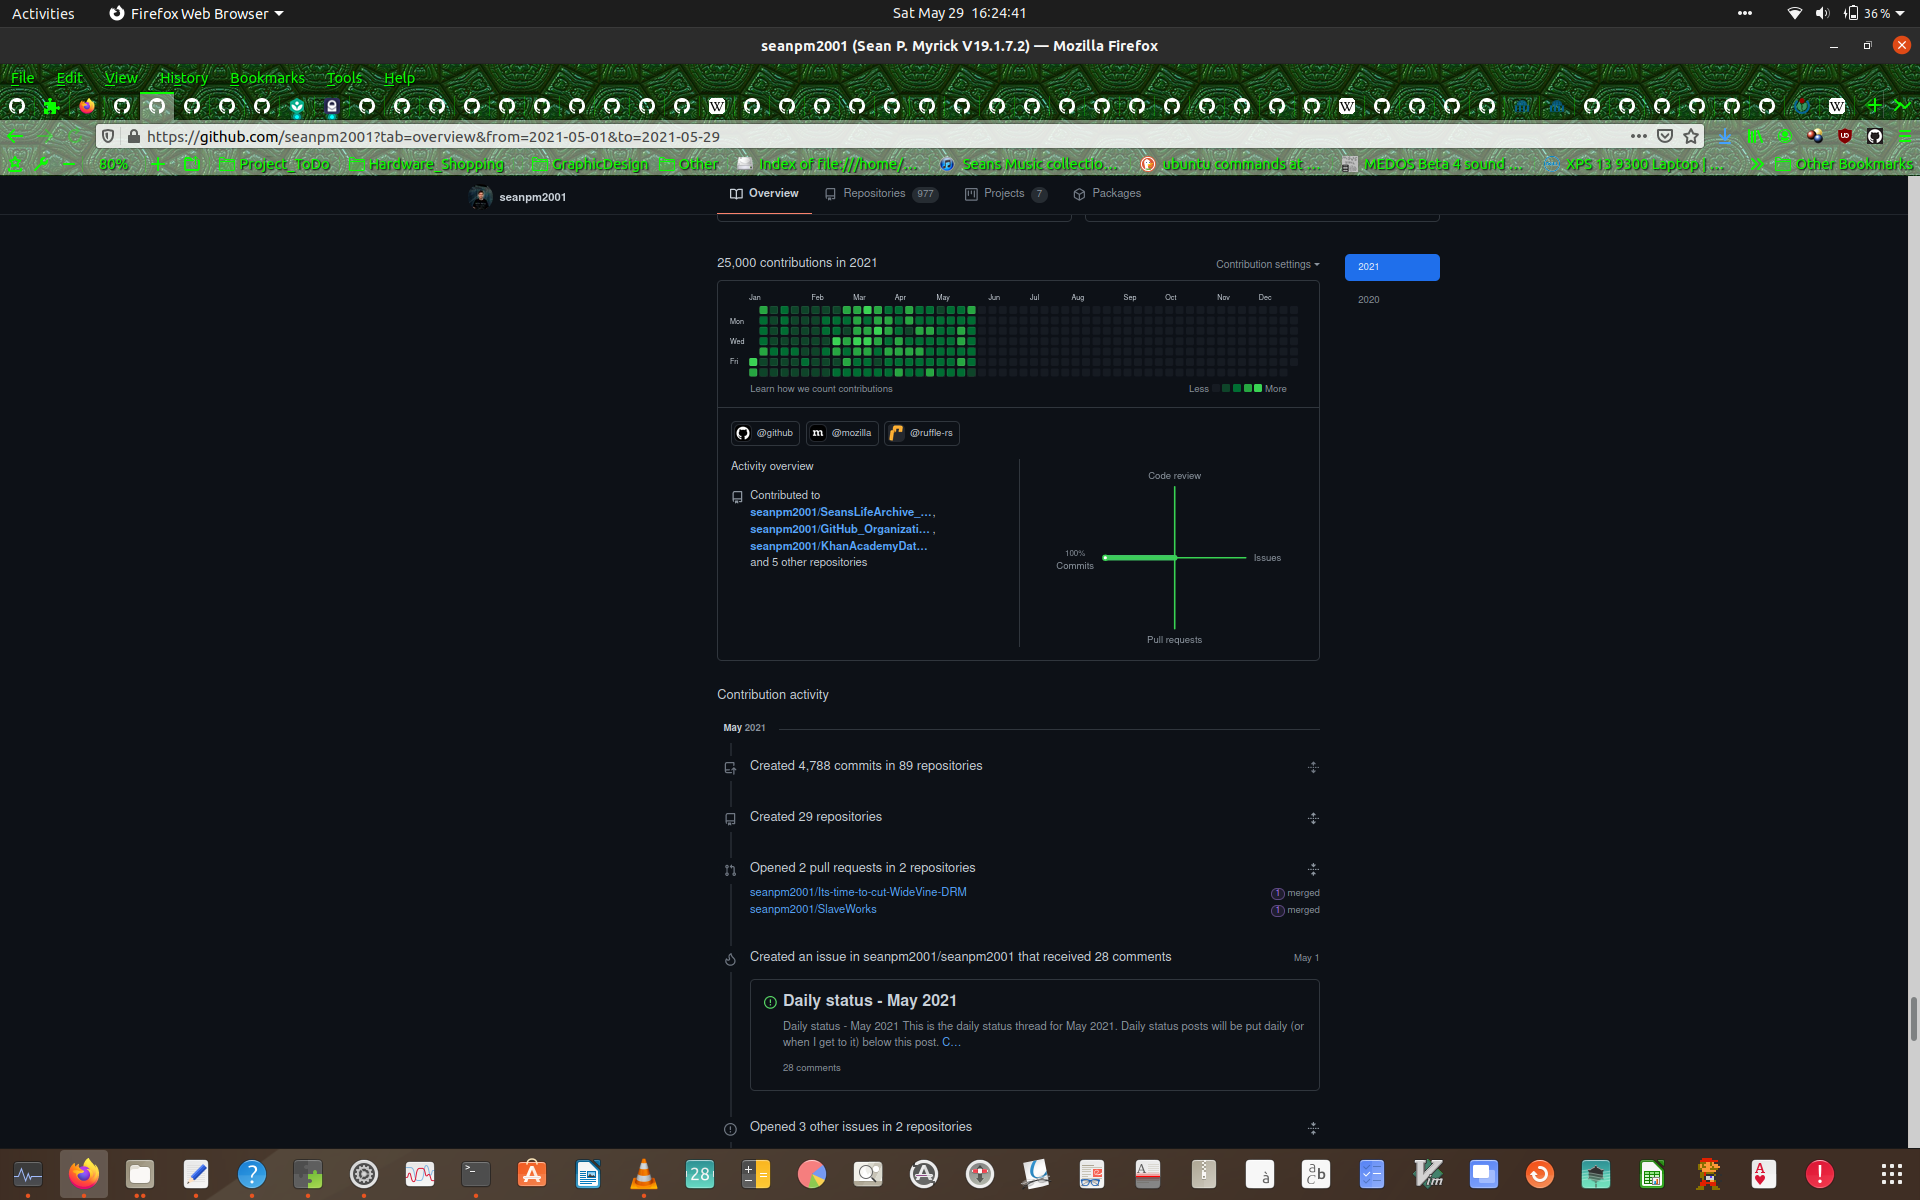 Activities
Firefox Web Browser
Sat May 29 16:24:41
36 %
seanpm2001 (Sean P. Myrick V19.1.7.2) — Mozilla Firefox
File Edit View History Bookmarks Tools Help
https://github.com/seanpm2001?tab=overview&from=2021-05-01&to=2021-05-29
80%
Project_ToDo
Hardware_Shopping
GraphicDesign
Other
Index of file:///home/…
Seans Music collectio…
ubuntu commands at …
MEDOS Beta 4 sound …
XPS 13 9300 Laptop | …
Other Bookmarks
seanpm2001
Overview
Repositories 977
Projects 7
Packages
25,000 contributions in 2021
Contribution settings
2021
2020
Jan Feb Mar Apr May Jun Jul Aug Sep Oct Nov Dec
Mon
Wed
Fri
Learn how we count contributions
Less More
@github
@mozilla
@ruffle-rs
Activity overview
Contributed to
seanpm2001/SeansLifeArchive_…,
seanpm2001/GitHub_Organizati… ,
seanpm2001/KhanAcademyDat…
and 5 other repositories
Code review
100%
Commits
Issues
Pull requests
Contribution activity
May 2021
Created 4,788 commits in 89 repositories
Created 29 repositories
Opened 2 pull requests in 2 repositories
seanpm2001/Its-time-to-cut-WideVine-DRM
1 merged
seanpm2001/SlaveWorks
1 merged
Created an issue in seanpm2001/seanpm2001 that received 28 comments
May 1
Daily status - May 2021
Daily status - May 2021 This is the daily status thread for May 2021. Daily status posts will be put daily (or
when I get to it) below this post. C…
28 comments
Opened 3 other issues in 2 repositories
28